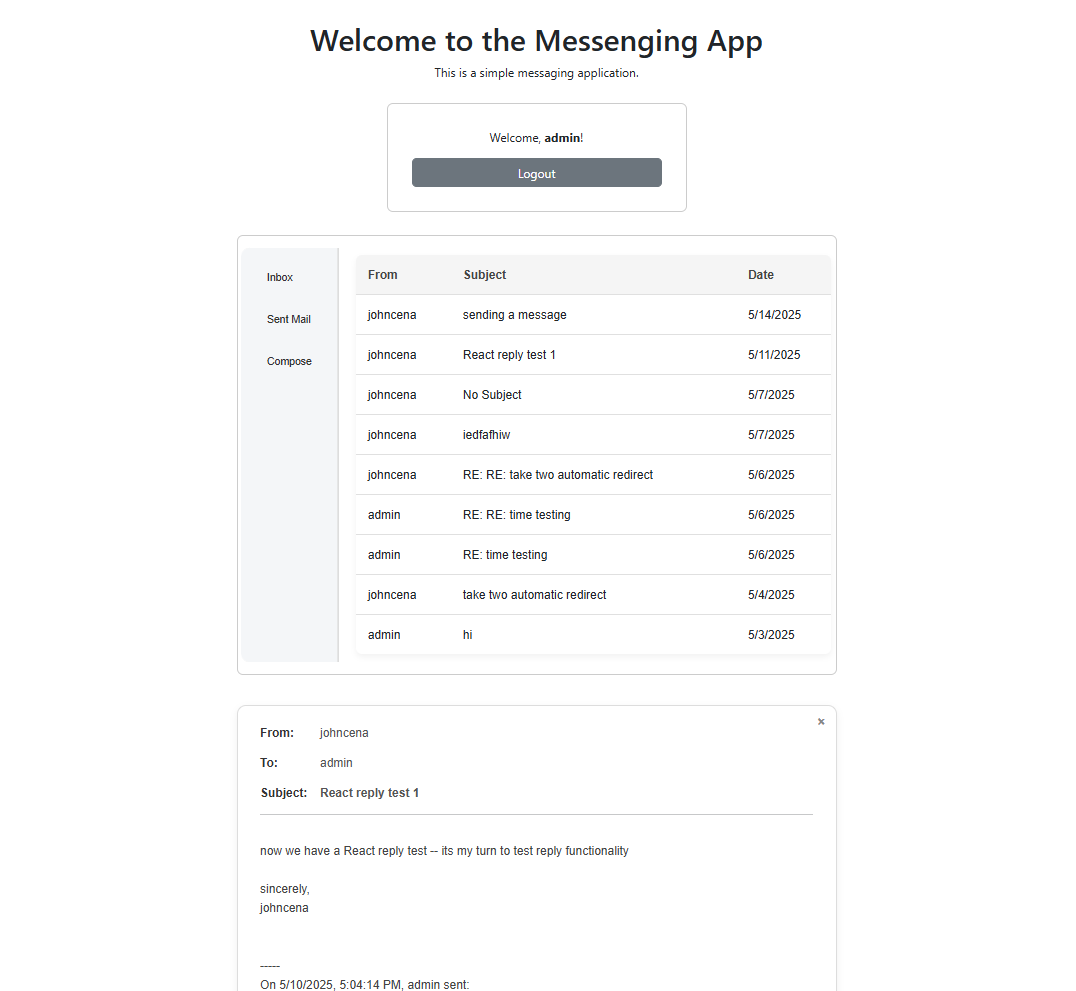 Welcome to the Messenging App
This is a simple messaging application.
Welcome, admin!
Logout
Inbox
Sent Mail
Compose
From Subject Date
johncena sending a message 5/14/2025
johncena React reply test 1 5/11/2025
johncena No Subject 5/7/2025
johncena iedfafhiw 5/7/2025
johncena RE: RE: take two automatic redirect 5/6/2025
admin RE: RE: time testing 5/6/2025
admin RE: time testing 5/6/2025
johncena take two automatic redirect 5/4/2025
admin hi 5/3/2025
×
From: johncena
To: admin
Subject: React reply test 1
now we have a React reply test -- its my turn to test reply functionality
sincerely,
johncena
-----
On 5/10/2025, 5:04:14 PM, admin sent: